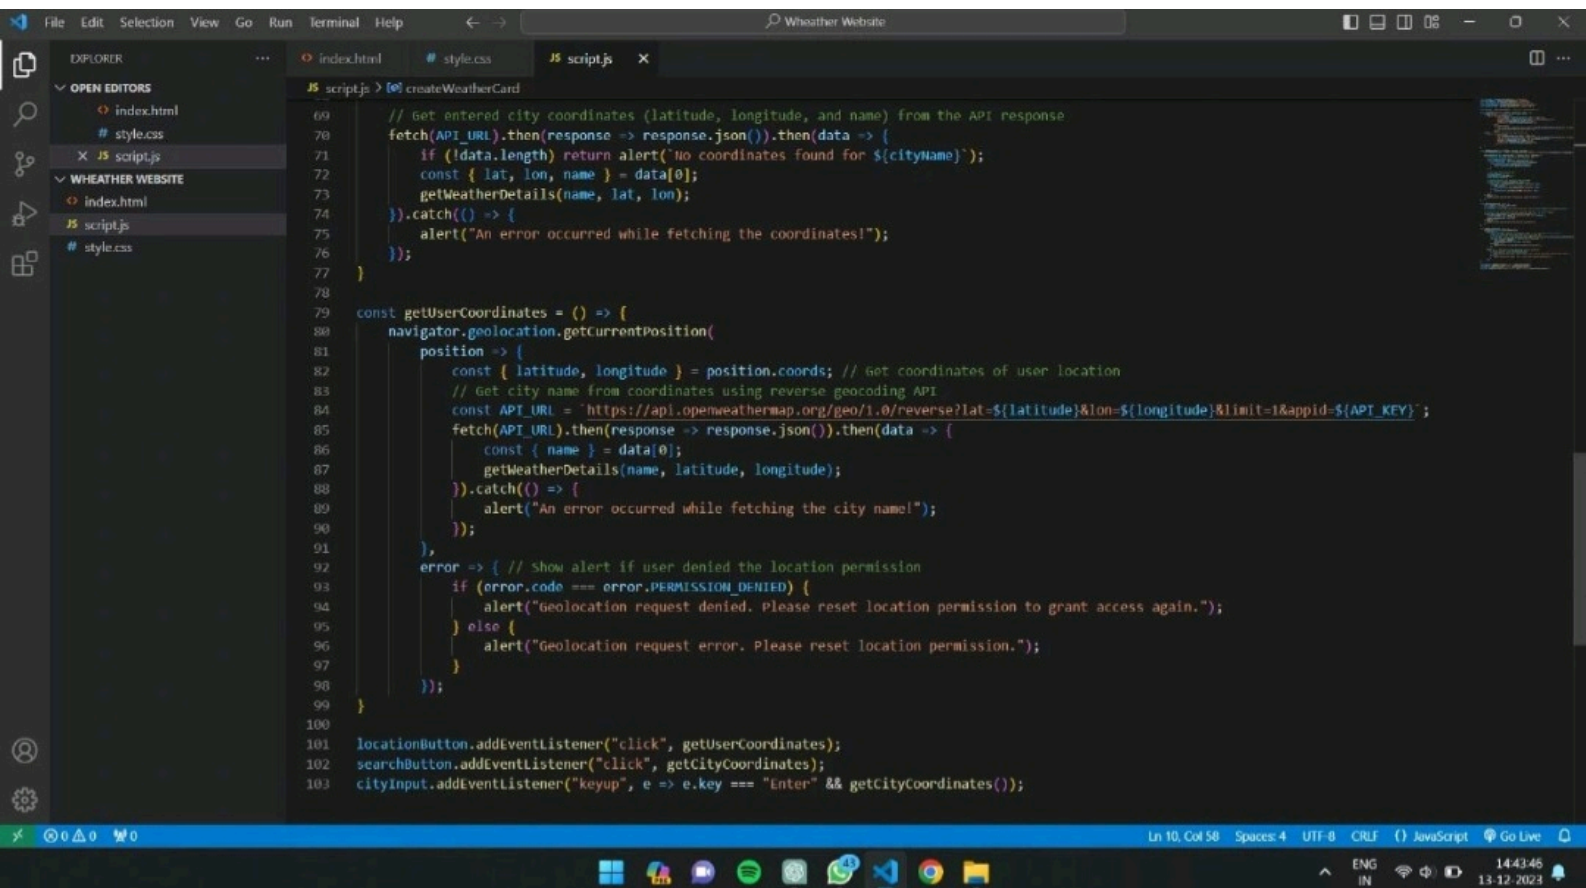 File Edit Selection View Go Run Terminal Help
Wheather Website
EXPLORER
OPEN EDITORS
index.html
style.css
script.js
WHEATHER WEBSITE
index.html
script.js
style.css
index.html
style.css
script.js
script.js > createWeatherCard
69 // Get entered city coordinates (latitude, longitude, and name) from the API response
70 fetch(API_URL).then(response => response.json()).then(data => {
71 if (!data.length) return alert(`No coordinates found for ${cityName}`);
72 const { lat, lon, name } = data[0];
73 getWeatherDetails(name, lat, lon);
74 }).catch(() => {
75 alert("An error occurred while fetching the coordinates!");
76 });
77 }
78
79 const getUserCoordinates = () => {
80 navigator.geolocation.getCurrentPosition(
81 position => {
82 const { latitude, longitude } = position.coords; // Get coordinates of user location
83 // Get city name from coordinates using reverse geocoding API
84 const API_URL = `https://api.openweathermap.org/geo/1.0/reverse?lat=${latitude}&lon=${longitude}&limit=1&appid=${API_KEY}`;
85 fetch(API_URL).then(response => response.json()).then(data => {
86 const { name } = data[0];
87 getWeatherDetails(name, latitude, longitude);
88 }).catch(() => {
89 alert("An error occurred while fetching the city name!");
90 });
91 },
92 error => { // Show alert if user denied the location permission
93 if (error.code === error.PERMISSION_DENIED) {
94 alert("Geolocation request denied. Please reset location permission to grant access again.");
95 } else {
96 alert("Geolocation request error. Please reset location permission.");
97 }
98 });
99 }
100
101 locationButton.addEventListener("click", getUserCoordinates);
102 searchButton.addEventListener("click", getCityCoordinates);
103 cityInput.addEventListener("keyup", e => e.key === "Enter" && getCityCoordinates());
0 0 0
Ln 10, Col 58 Spaces: 4 UTF-8 CRLF {} JavaScript Go Live
43
ENG
IN
14:43:46
13-12-2023